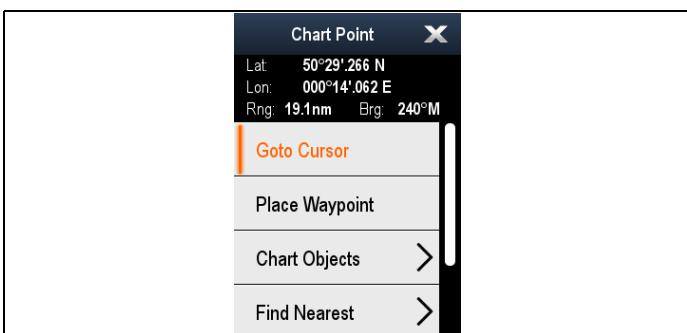 Chart Point
Lat: 50°29'.266 N
Lon: 000°14'.062 E
Rng: 19.1nm Brg: 240°M
Goto Cursor
Place Waypoint
Chart Objects
Find Nearest